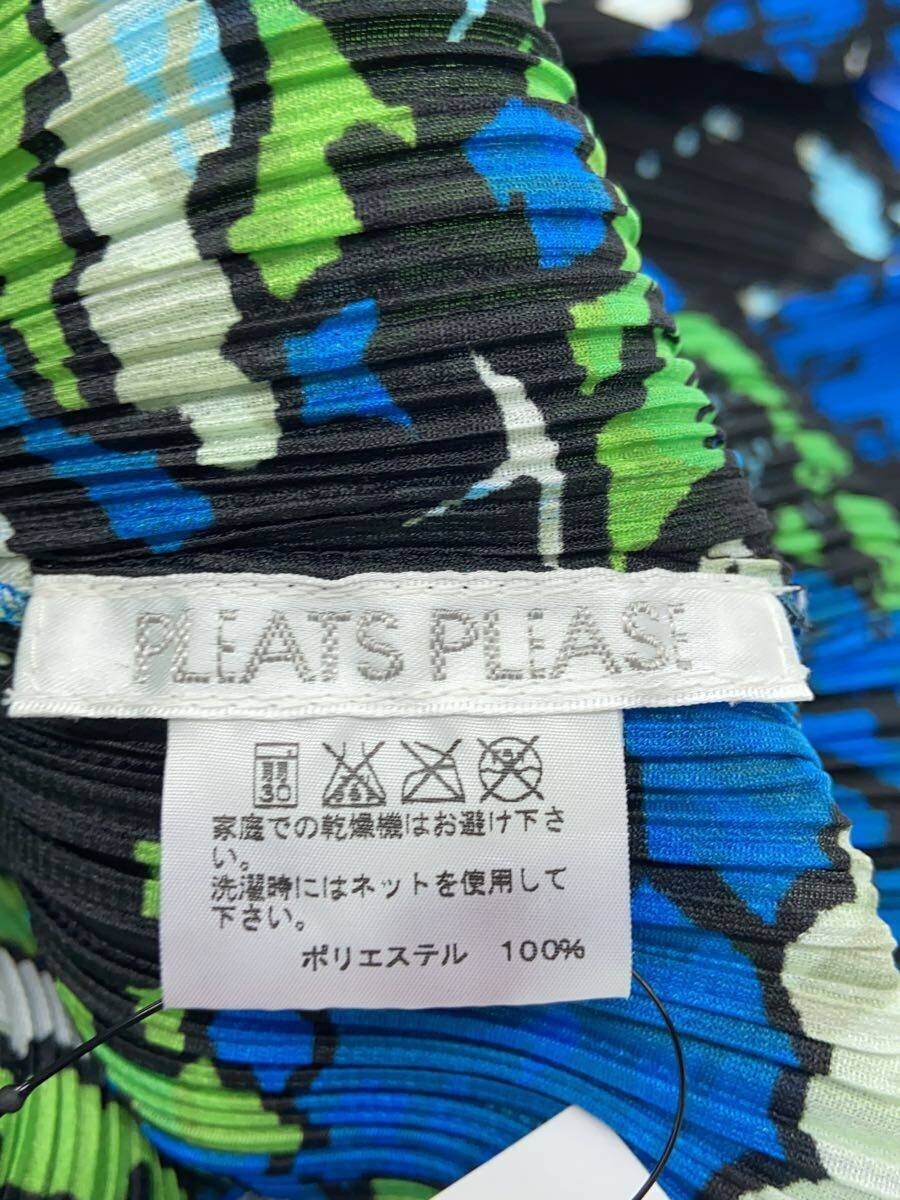 PLEATS PLEASE
30
家庭での乾燥機はお避け下さ
い。
洗濯時にはネットを使用して
下さい。
ポリエステル 100%